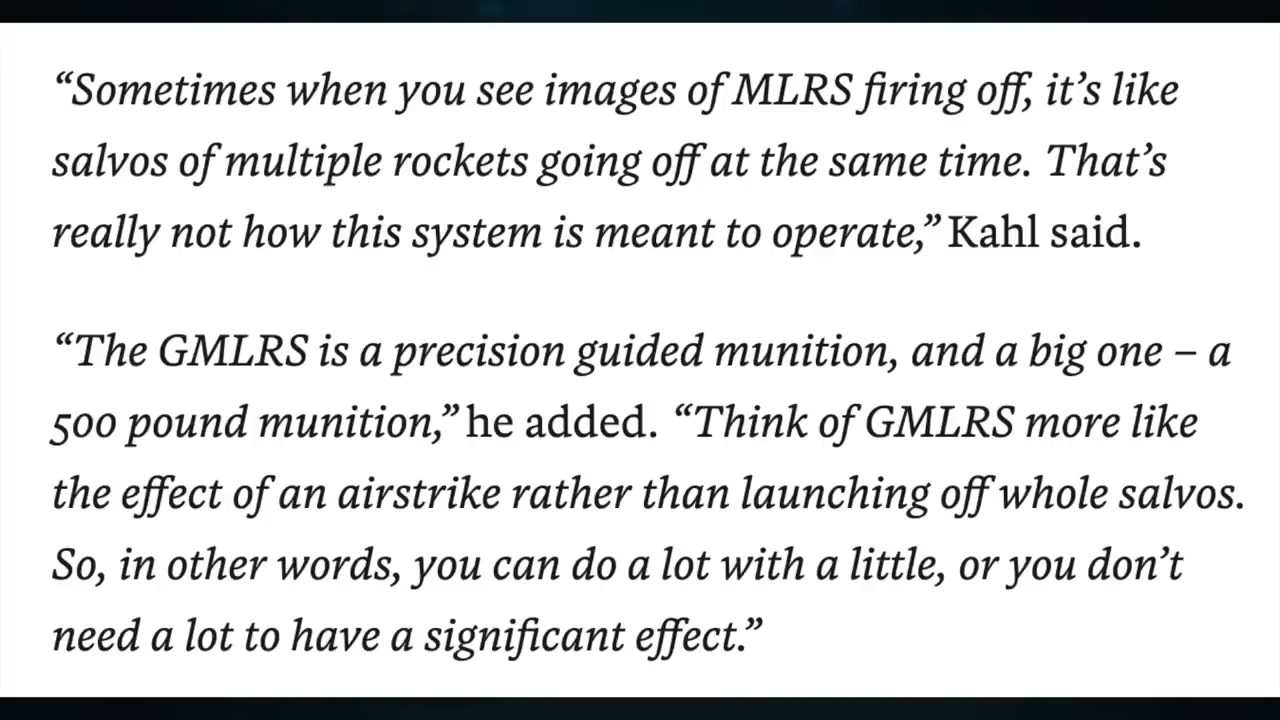 “Sometimes when you see images of MLRS firing off, it’s like
salvos of multiple rockets going off at the same time. That’s
really not how this system is meant to operate,” Kahl said.
“The GMLRS is a precision guided munition, and a big one – a
500 pound munition,” he added. “Think of GMLRS more like
the effect of an airstrike rather than launching off whole salvos.
So, in other words, you can do a lot with a little, or you don’t
need a lot to have a significant effect.”